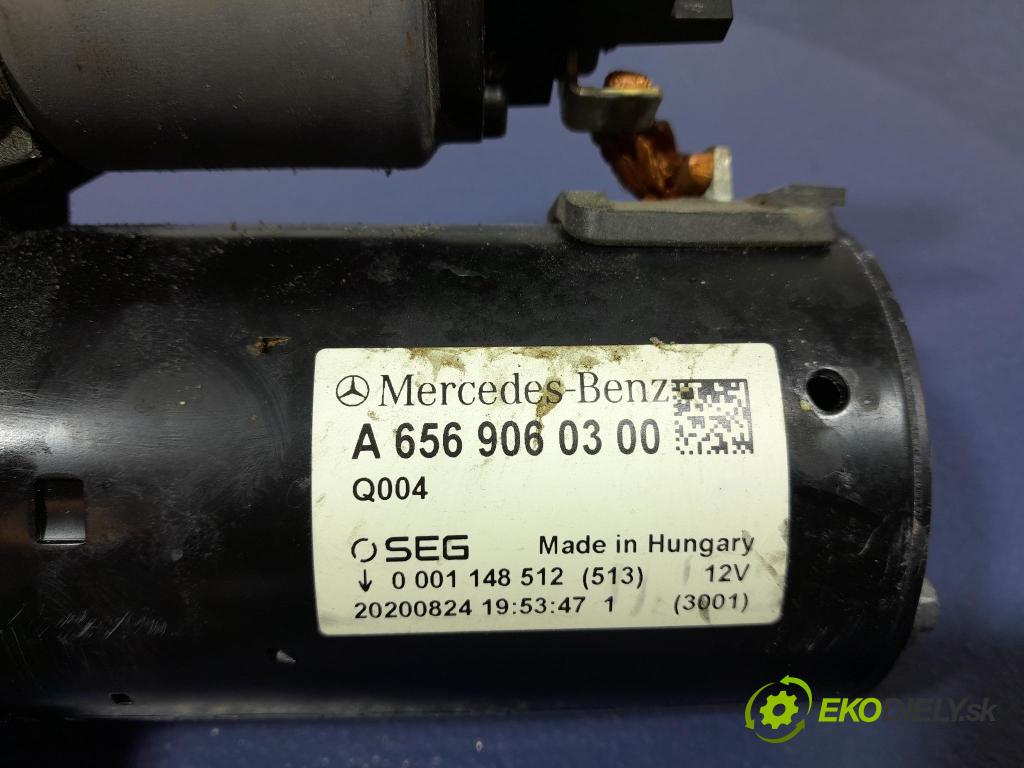 Mercedes-Benz
A 656 906 03 00
Q004
SEG Made in Hungary
0 001 148 512 (513) 12V
20200824 19:53:47 1 (3001)
EKODIELY.sk